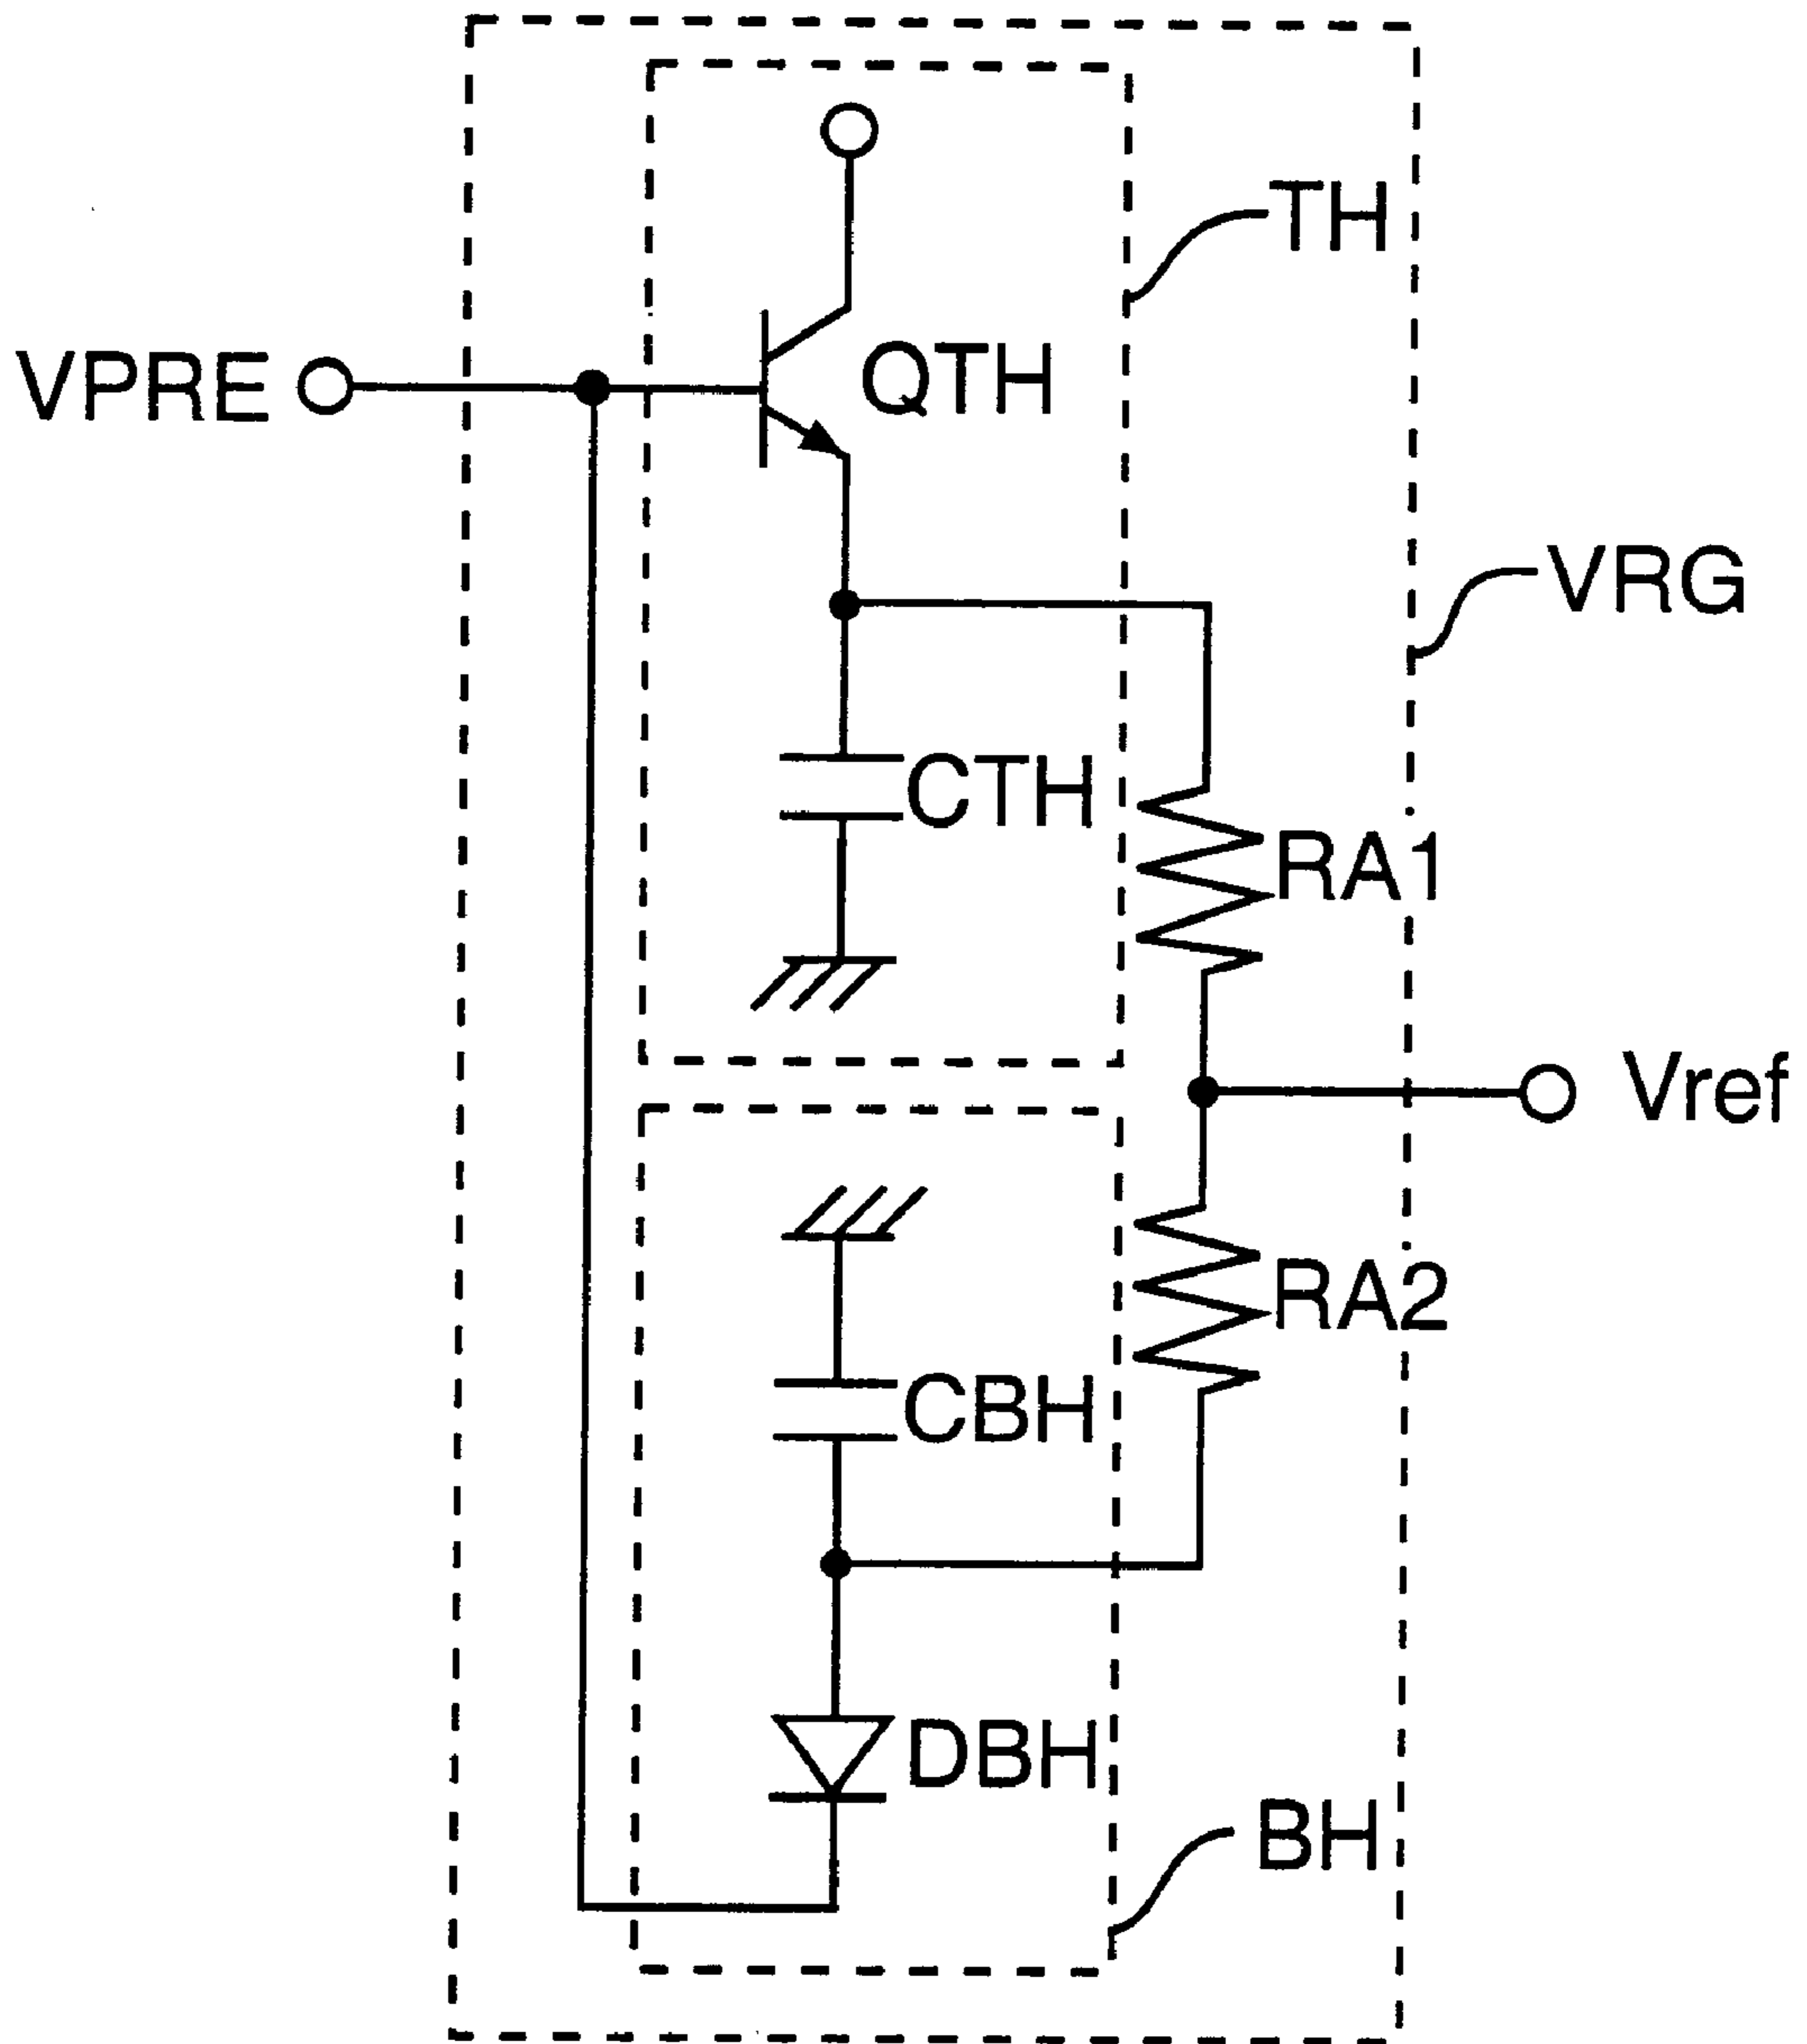 TH
VPRE
QTH
VRG
CTH
RA1
Vref
RA2
CBH
DBH
BH